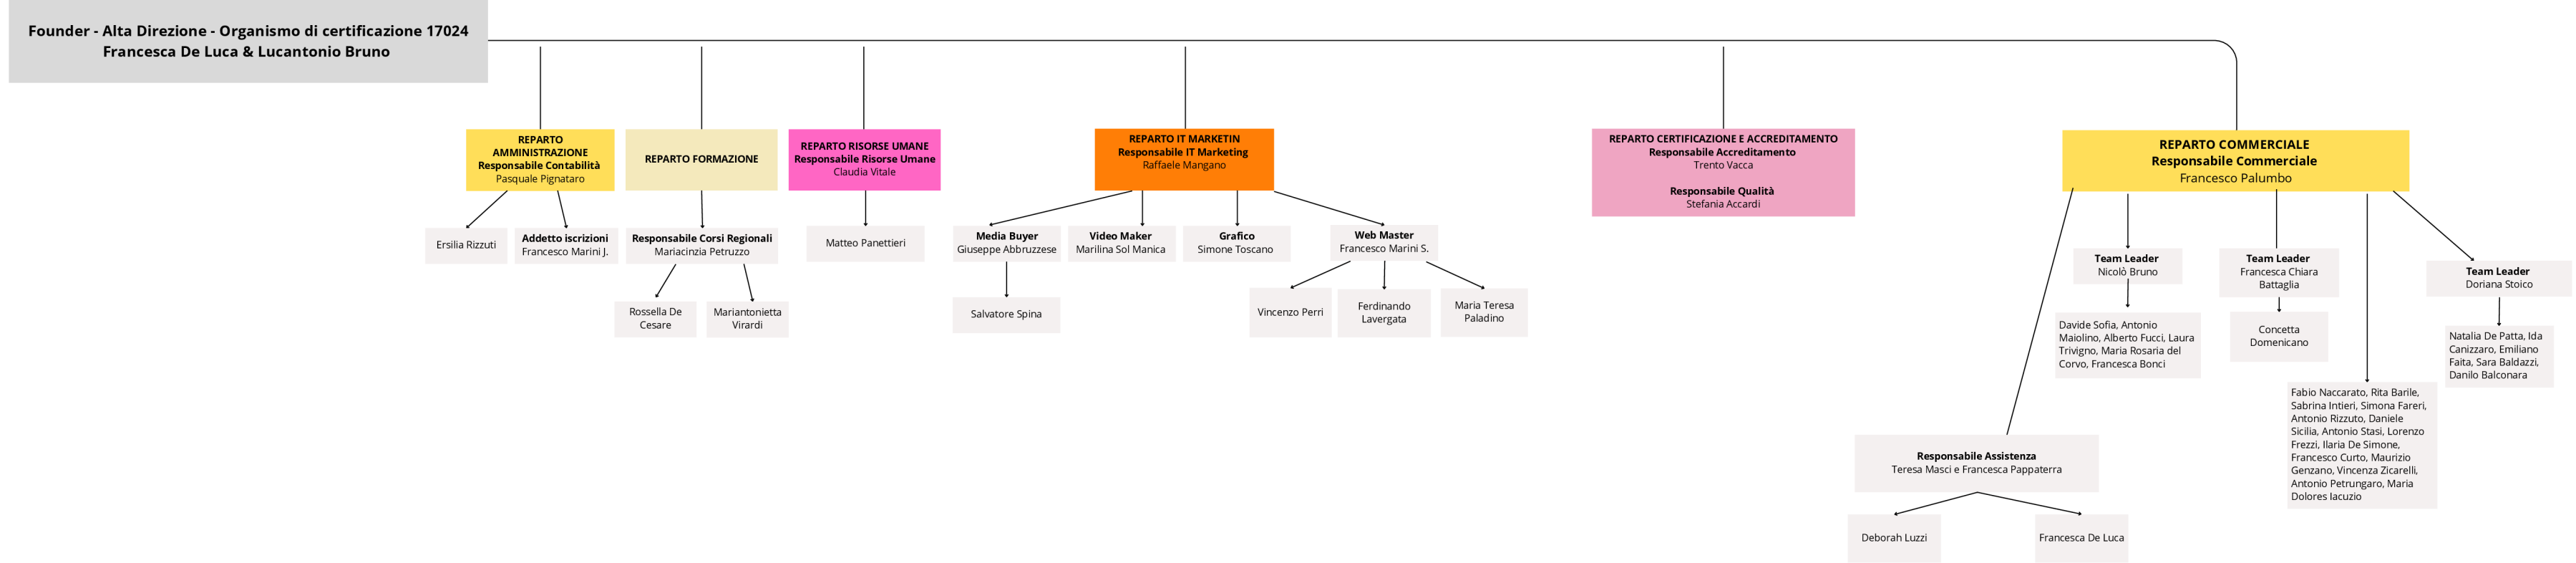 Founder - Alta Direzione - Organismo di certificazione 17024
Francesca De Luca & Lucantonio Bruno
REPARTO
AMMINISTRAZIONE
Responsabile Contabilità
Pasquale Pignataro
REPARTO FORMAZIONE
REPARTO RISORSE UMANE
Responsabile Risorse Umane
Claudia Vitale
REPARTO IT MARKETIN
Responsabile IT Marketing
Raffaele Mangano
REPARTO CERTIFICAZIONE E ACCREDITAMENTO
Responsabile Accreditamento
Trento Vacca
Responsabile Qualità
Stefania Accardi
REPARTO COMMERCIALE
Responsabile Commerciale
Francesco Palumbo
Ersilia Rizzuti
Addetto iscrizioni
Francesco Marini J.
Responsabile Corsi Regionali
Mariacinzia Petruzzo
Rossella De
Cesare
Mariantonietta
Virardi
Matteo Panettieri
Media Buyer
Giuseppe Abbruzzese
Video Maker
Marilina Sol Manica
Grafico
Simone Toscano
Web Master
Francesco Marini S.
Salvatore Spina
Vincenzo Perri
Ferdinando
Lavergata
Maria Teresa
Paladino
Team Leader
Nicolò Bruno
Team Leader
Francesca Chiara
Battaglia
Team Leader
Doriana Stoico
Davide Sofia, Antonio
Maiolino, Alberto Fucci, Laura
Trivigno, Maria Rosaria del
Corvo, Francesca Bonci
Concetta
Domenicano
Natalia De Patta, Ida
Canizzaro, Emiliano
Faita, Sara Baldazzi,
Danilo Balconara
Fabio Naccarato, Rita Barile,
Sabrina Intieri, Simona Fareri,
Antonio Rizzuto, Daniele
Sicilia, Antonio Stasi, Lorenzo
Frezzi, Ilaria De Simone,
Francesco Curto, Maurizio
Genzano, Vincenza Zicarelli,
Antonio Petrungaro, Maria
Dolores Iacuzio
Responsabile Assistenza
Teresa Masci e Francesca Pappaterra
Deborah Luzzi
Francesca De Luca